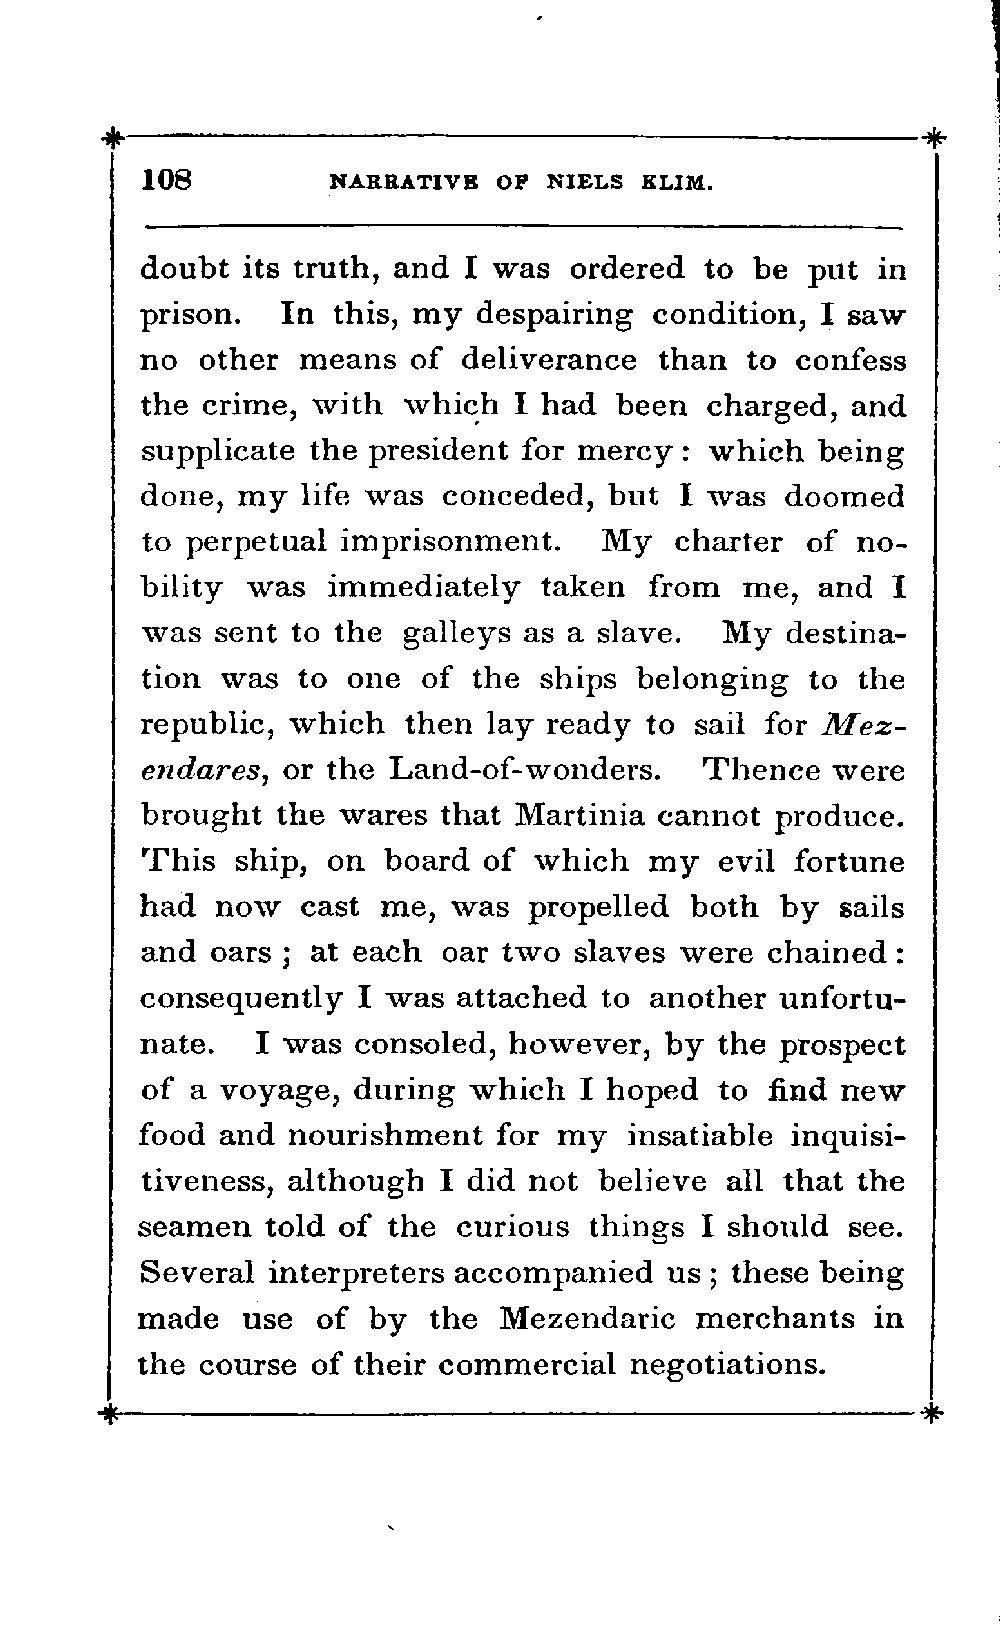 108 NARRATIVE OF NIELS KLIM.
doubt its truth, and I was ordered to be put in
prison. In this, my despairing condition, I saw
no other means of deliverance than to confess
the crime, with which I had been charged, and
supplicate the president for mercy : which being
done, my life was conceded, but I was doomed
to perpetual imprisonment. My charter of no-
bility was immediately taken from me, and I
was sent to the galleys as a slave. My destina-
tion was to one of the ships belonging to the
republic, which then lay ready to sail for Mez-
endares, or the Land-of-wonders. Thence were
brought the wares that Martinia cannot produce.
This ship, on board of which my evil fortune
had now cast me, was propelled both by sails
and oars ; at each oar two slaves were chained :
consequently I was attached to another unfortu-
nate. I was consoled, however, by the prospect
of a voyage, during which I hoped to find new
food and nourishment for my insatiable inquisi-
tiveness, although I did not believe all that the
seamen told of the curious things I should see.
Several interpreters accompanied us ; these being
made use of by the Mezendaric merchants in
the course of their commercial negotiations.